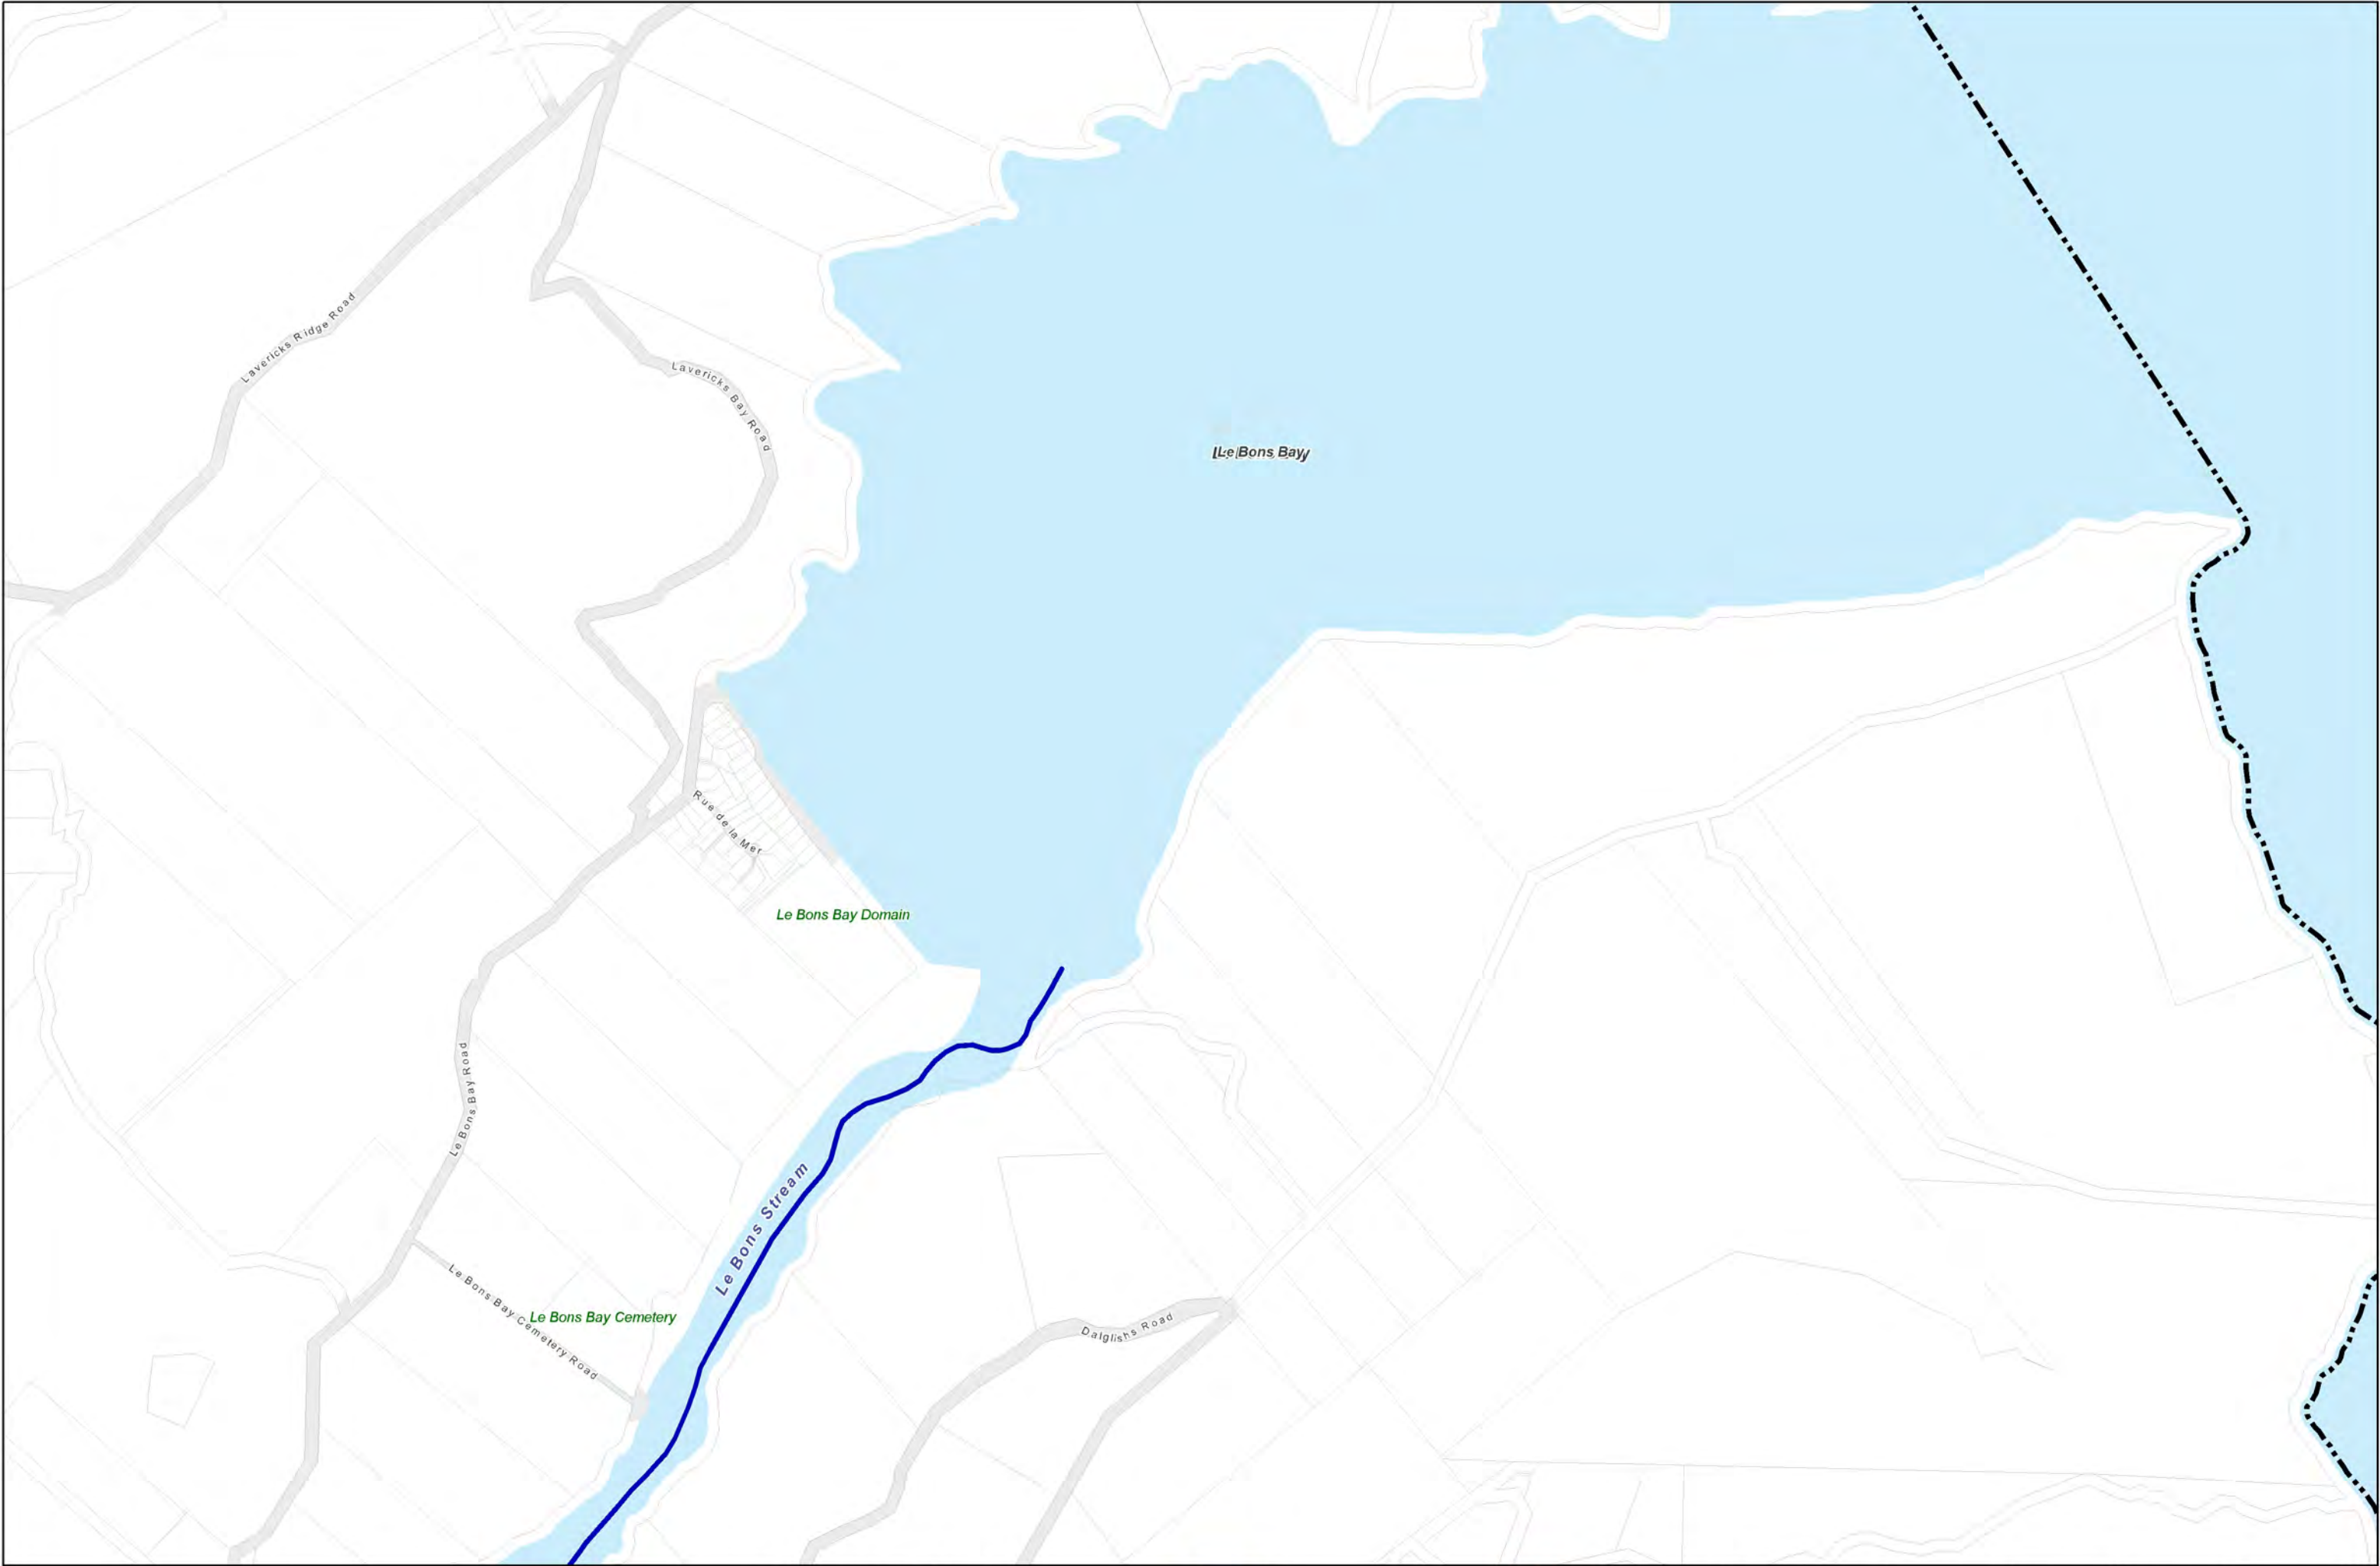 Lavericks Ridge Road
Lavericks Bay Road
Le Bons Bay
Rue de la Mer
Le Bons Bay Domain
Le Bons Bay Road
Le Bons Stream
Le Bons Bay Cemetery Road
Le Bons Bay Cemetery
Dalglishs Road